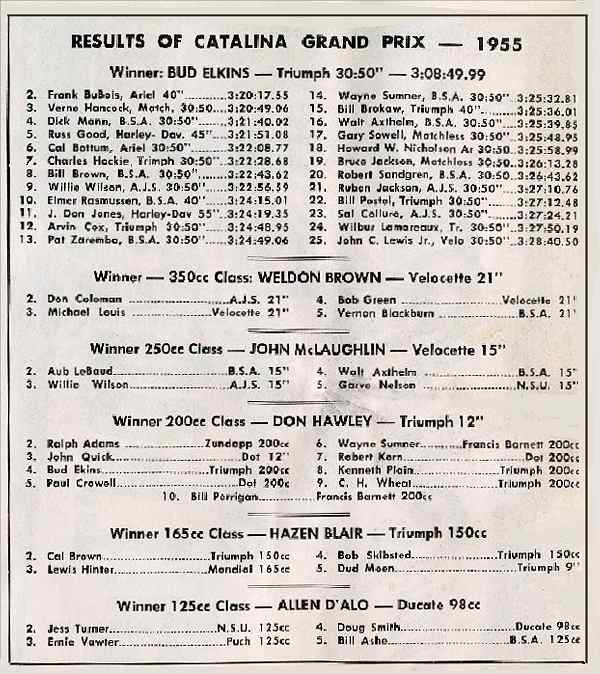 RESULTS OF CATALINA GRAND PRIX — 1955
Winner: BUD ELKINS — Triumph 30:50" — 3:08:49.99
2. Frank BuBois, Ariel 40"..........3:20:17.55
3. Verne Hancock, Match, 30:50...3:20:49.06
4. Dick Mann, B.S.A. 30:50"......3:21:40.02
5. Russ Good, Harley- Dav. 45"...3:21:51.08
6. Cal Bottum, Ariel 30:50".........3:22:08.77
7. Charles Hockie, Trimph 30:50"...3:22:28.68
8. Bill Brown, B.S.A. 30:50"........3:22:43.62
9. Willie Wilson, A.J.S. 30:50"......3:22:56.59
10. Elmer Rasmussen, B.S.A. 40"...3:24:15.01
11. J. Don Jones, Harley-Dav 55"..3:24:19.35
12. Arvin Cox, Triumph 30:50"......3:24:48.95
13. Pat Zaremba, B.S.A. 30:50".....3:24:49.06
14. Wayne Sumner, B.S.A. 30:50"..3:25:32.81
15. Bill Brokaw, Triumph 40".......3:25:36.01
16. Walt Axthelm, B.S.A. 30:50"...3:25:39.85
17. Gary Sowell, Matchless 30:50"..3:25:48.95
18. Howard W. Nicholson Ar 30:50..3:25:58.99
19. Bruce Jackson, Matchless 30:50..3:26:13.28
20. Robert Sandgren, B.S.A. 30:50...3:26:43.62
21. Ruben Jackson, A.J.S. 30:50"...3:27:10.76
22. Bill Postel, Triumph 30:50"......3:27:12.48
23. Sal Colluro, A.J.S. 30:50"........3:27:24.21
24. Wilbur Lamoreaux, Tr. 30:50"..3:27:50.19
25. John C. Lewis Jr., Velo 30:50"..3:28:40.50
Winner — 350cc Class: WELDON BROWN — Velocette 21"
2. Don Coleman ........................A.J.S. 21"
3. Michael Louis ...................Velocette 21"
4. Bob Green ........................Velocette 21"
5. Vernon Blackburn ..................B.S.A. 21"
Winner 250cc Class — JOHN McLAUGHLIN — Velocette 15"
2. Aub LeBaud........................B.S.A. 15"
3. Willie Wilson......................A.J.S. 15"
4. Walt Axthelm .......................B.S.A. 15"
5. Garve Nelson .....................N.S.U. 15"
Winner 200cc Class — DON HAWLEY — Triumph 12"
2. Ralph Adams ..................Zundapp 200cc
3. John Quick..........................Dot 12"
4. Bud Ekins.....................Triumph 200cc
5. Paul Crowell........................Dot 200c
6. Wayne Sumner..........Francis Barnett 200cc
7. Robert Kern.........................Dot 200cc
8. Kenneth Plain.................Triumph 200cc
9. C. H. Wheat..................Triumph 200cc
10. Bill Perrigan..................Francis Barnett 200cc
Winner 165cc Class — HAZEN BLAIR — Triumph 150cc
2. Cal Brown......................Triumph 150cc
3. Lewis Hinter...................Mondial 165cc
4. Bob Skibsted...................Triumph 150cc
5. Dud Moen.......................Triumph 9"
Winner 125cc Class — ALLEN D'ALO — Ducate 98cc
2. Jess Turner.....................N.S.U. 125cc
3. Ernie Vawter....................Puch 125cc
4. Doug Smith......................Ducate 98cc
5. Bill Ashe.........................B.S.A. 125cc